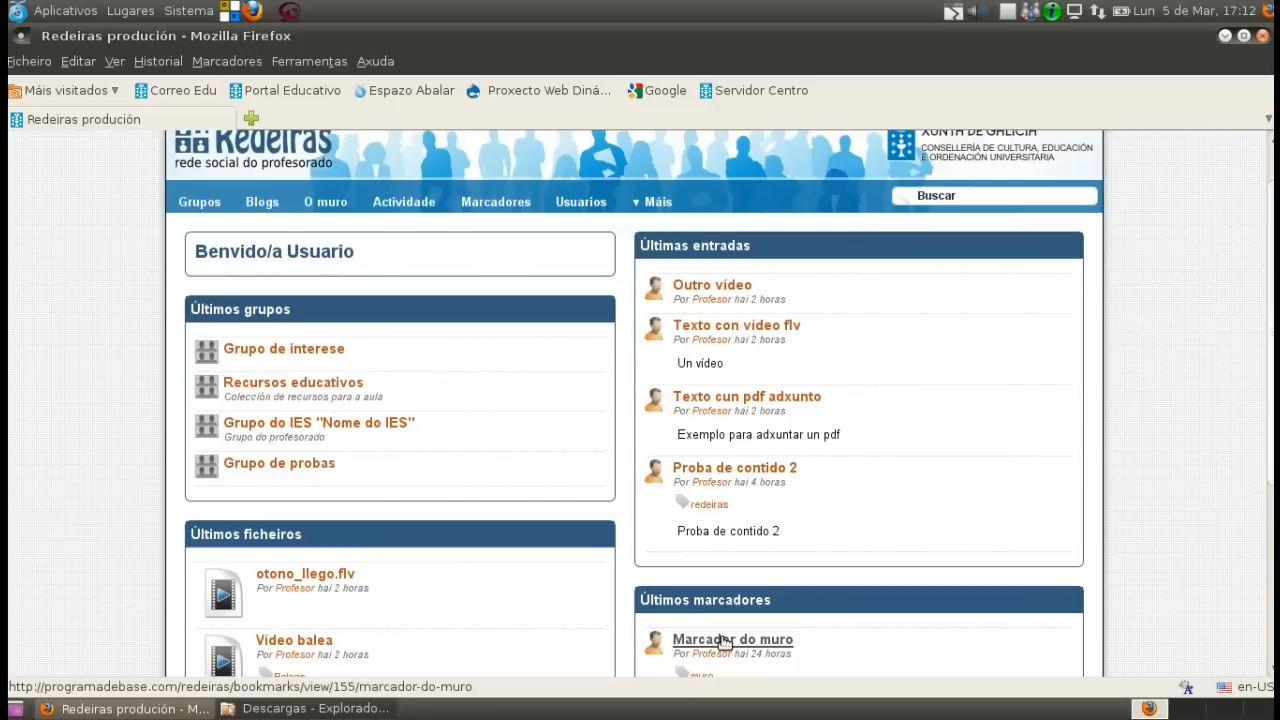 Aplicativos Lugares Sistema
Lun 5 de Mar, 17:12
Redeiras produción - Mozilla Firefox
Ficheiro Editar Ver Historial Marcadores Ferramentas Axuda
Máis visitados ▼ Correo Edu Portal Educativo Espazo Abalar Proxecto Web Diná... Google Servidor Centro
Redeiras produción
Redeiras
rede social do profesorado
XUNTA DE GALICIA
CONSELLERÍA DE CULTURA, EDUCACIÓN
E ORDENACIÓN UNIVERSITARIA
Grupos Blogs O muro Actividade Marcadores Usuarios ▼ Máis
Buscar
Benvido/a Usuario
Últimos grupos
Grupo de interese
Recursos educativos
Colección de recursos para a aula
Grupo do IES "Nome do IES"
Grupo do profesorado
Grupo de probas
Últimos ficheiros
otono_llego.flv
Por Profesor hai 2 horas
Vídeo balea
Por Profesor hai 2 horas
Balea
Últimas entradas
Outro vídeo
Por Profesor hai 2 horas
Texto con vídeo flv
Por Profesor hai 2 horas
Un vídeo
Texto cun pdf adxunto
Por Profesor hai 2 horas
Exemplo para adxuntar un pdf
Proba de contido 2
Por Profesor hai 4 horas
redeiras
Proba de contido 2
Últimos marcadores
Marcador do muro
Por Profesor hai 24 horas
muro
http://programadebase.com/redeiras/bookmarks/view/155/marcador-do-muro
en-US
Redeiras produción - M... Descargas - Explorado...